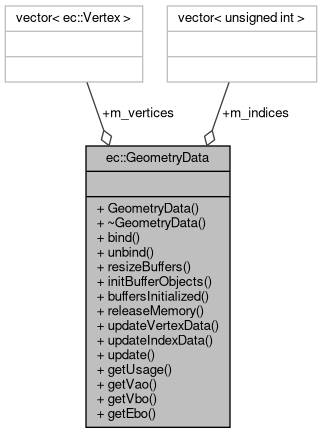 vector< ec::Vertex >
vector< unsigned int >
+m_vertices
+m_indices
ec::GeometryData
+ GeometryData()
+ ~GeometryData()
+ bind()
+ unbind()
+ resizeBuffers()
+ initBufferObjects()
+ buffersInitialized()
+ releaseMemory()
+ updateVertexData()
+ updateIndexData()
+ update()
+ getUsage()
+ getVao()
+ getVbo()
+ getEbo()